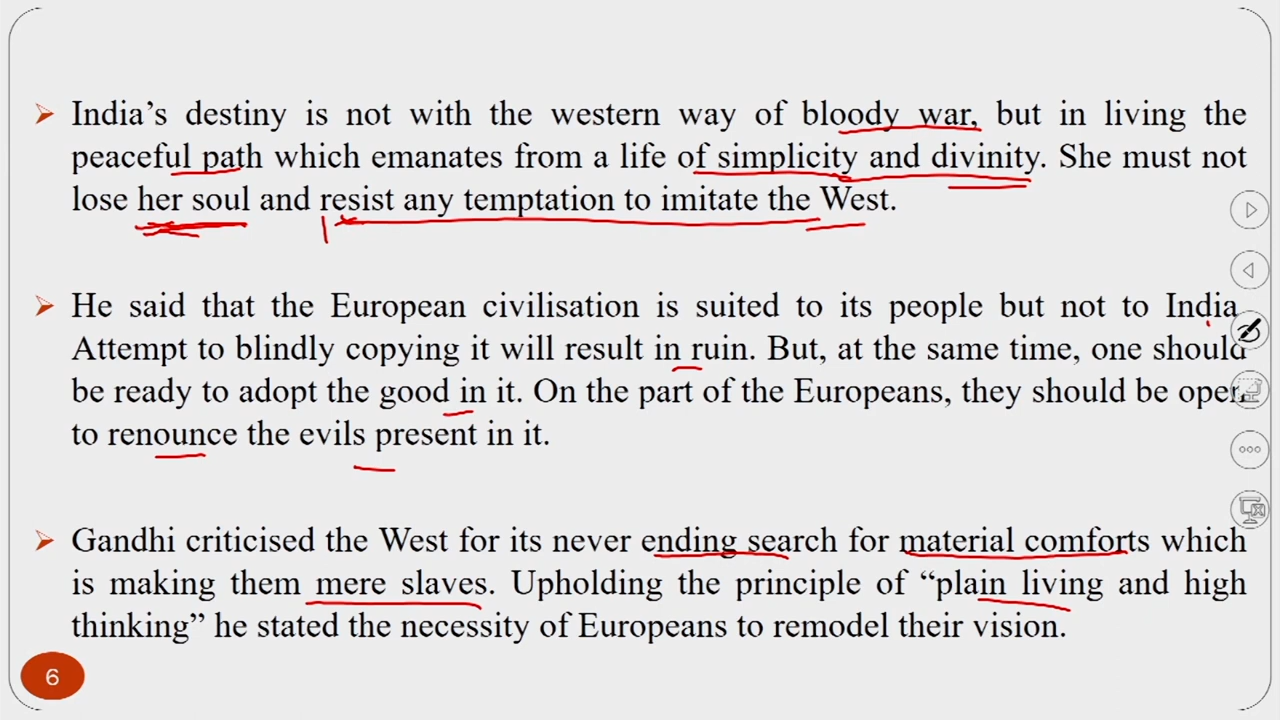 India's destiny is not with the western way of bloody war, but in living the
peaceful path which emanates from a life of simplicity and divinity. She must not
lose her soul and resist any temptation to imitate the West.
He said that the European civilisation is suited to its people but not to India.
Attempt to blindly copying it will result in ruin. But, at the same time, one should
be ready to adopt the good in it. On the part of the Europeans, they should be open
to renounce the evils present in it.
Gandhi criticised the West for its never ending search for material comforts which
is making them mere slaves. Upholding the principle of “plain living and high
thinking” he stated the necessity of Europeans to remodel their vision.
6